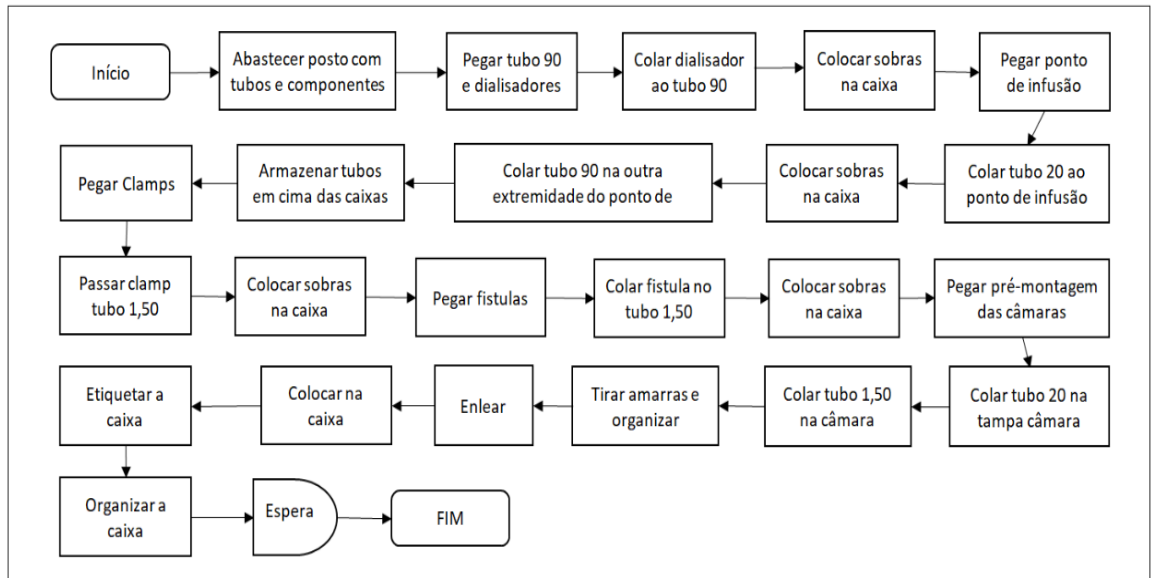 Início
Abastecer posto com
tubos e componentes
Pegar tubo 90
e dialisadores
Colar dialisador
ao tubo 90
Colocar sobras
na caixa
Pegar ponto
de infusão
Colar tubo 20 ao
ponto de infusão
Colocar sobras
na caixa
Colar tubo 90 na outra
extremidade do ponto de
Armazenar tubos
em cima das caixas
Pegar Clamps
Passar clamp
tubo 1,50
Colocar sobras
na caixa
Pegar fistulas
Colar fistula no
tubo 1,50
Colocar sobras
na caixa
Pegar pré-montagem
das câmaras
Colar tubo 20 na
tampa câmara
Colar tubo 1,50
na câmara
Tirar amarras e
organizar
Enlear
Colocar na
caixa
Etiquetar a
caixa
Organizar a
caixa
Espera
FIM